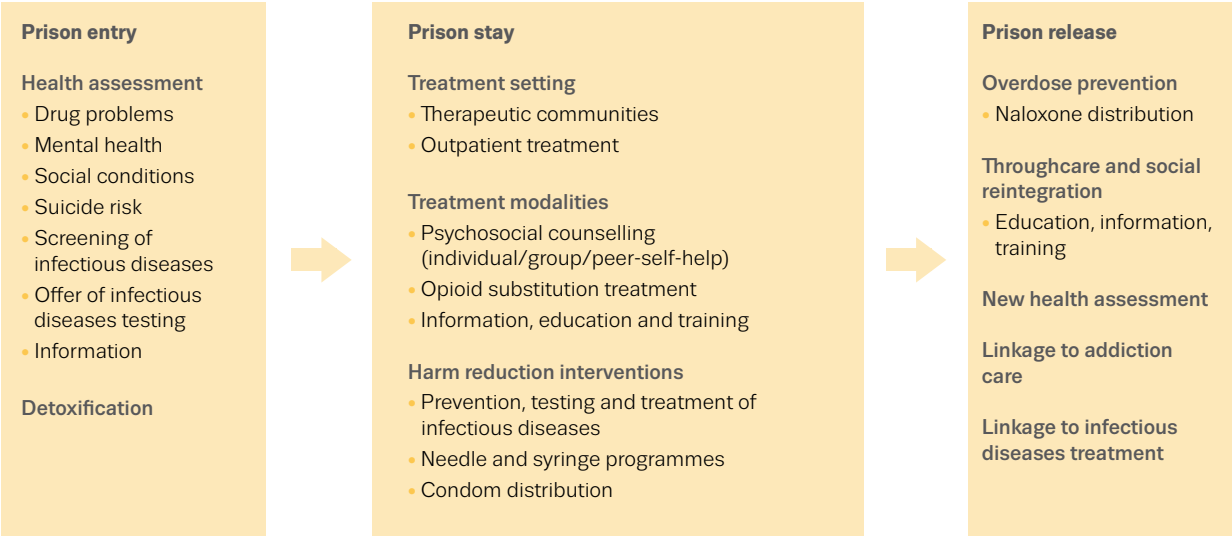 Prison entry
Health assessment
• Drug problems
• Mental health
• Social conditions
• Suicide risk
• Screening of
infectious diseases
• Offer of infectious
diseases testing
• Information
Detoxification
Prison stay
Treatment setting
• Therapeutic communities
• Outpatient treatment
Treatment modalities
• Psychosocial counselling
(individual/group/peer-self-help)
• Opioid substitution treatment
• Information, education and training
Harm reduction interventions
• Prevention, testing and treatment of
infectious diseases
• Needle and syringe programmes
• Condom distribution
Prison release
Overdose prevention
• Naloxone distribution
Throughcare and social
reintegration
• Education, information,
training
New health assessment
Linkage to addiction
care
Linkage to infectious
diseases treatment